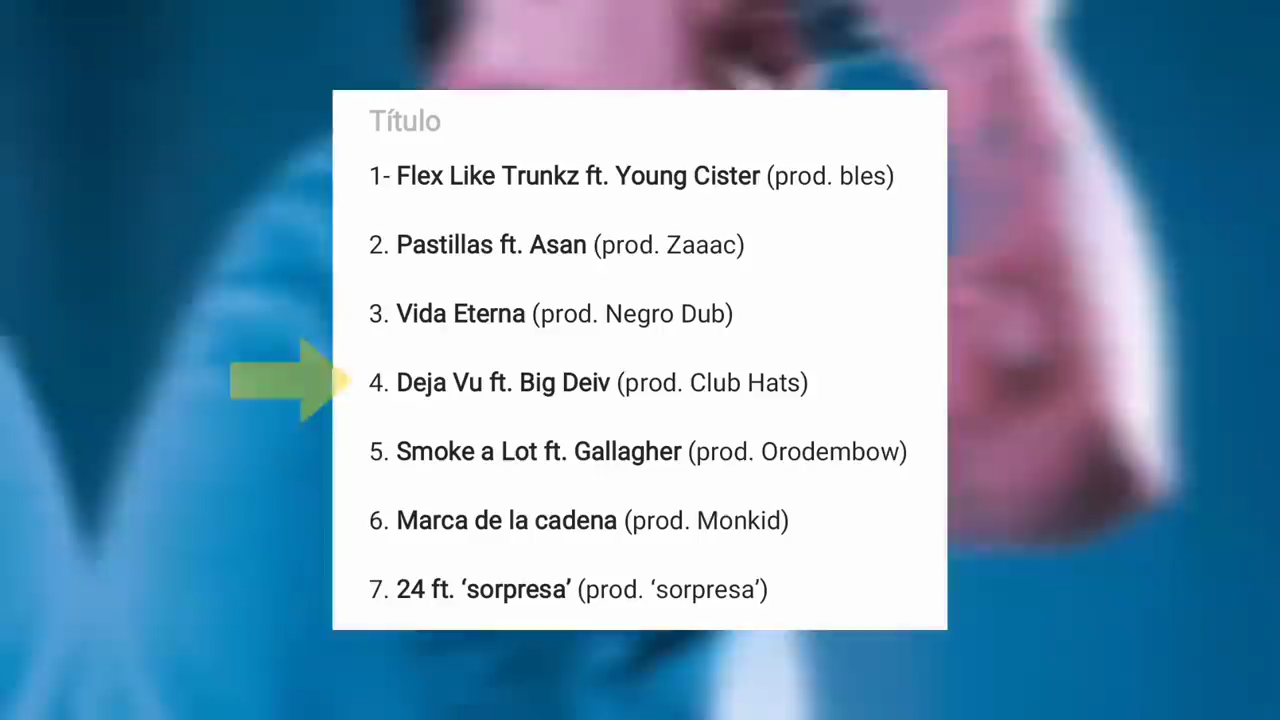 Título
1- Flex Like Trunkz ft. Young Cister (prod. bles)
2. Pastillas ft. Asan (prod. Zaaac)
3. Vida Eterna (prod. Negro Dub)
4. Deja Vu ft. Big Deiv (prod. Club Hats)
5. Smoke a Lot ft. Gallagher (prod. Orodembow)
6. Marca de la cadena (prod. Monkid)
7. 24 ft. ‘sorpresa’ (prod. ‘sorpresa’)